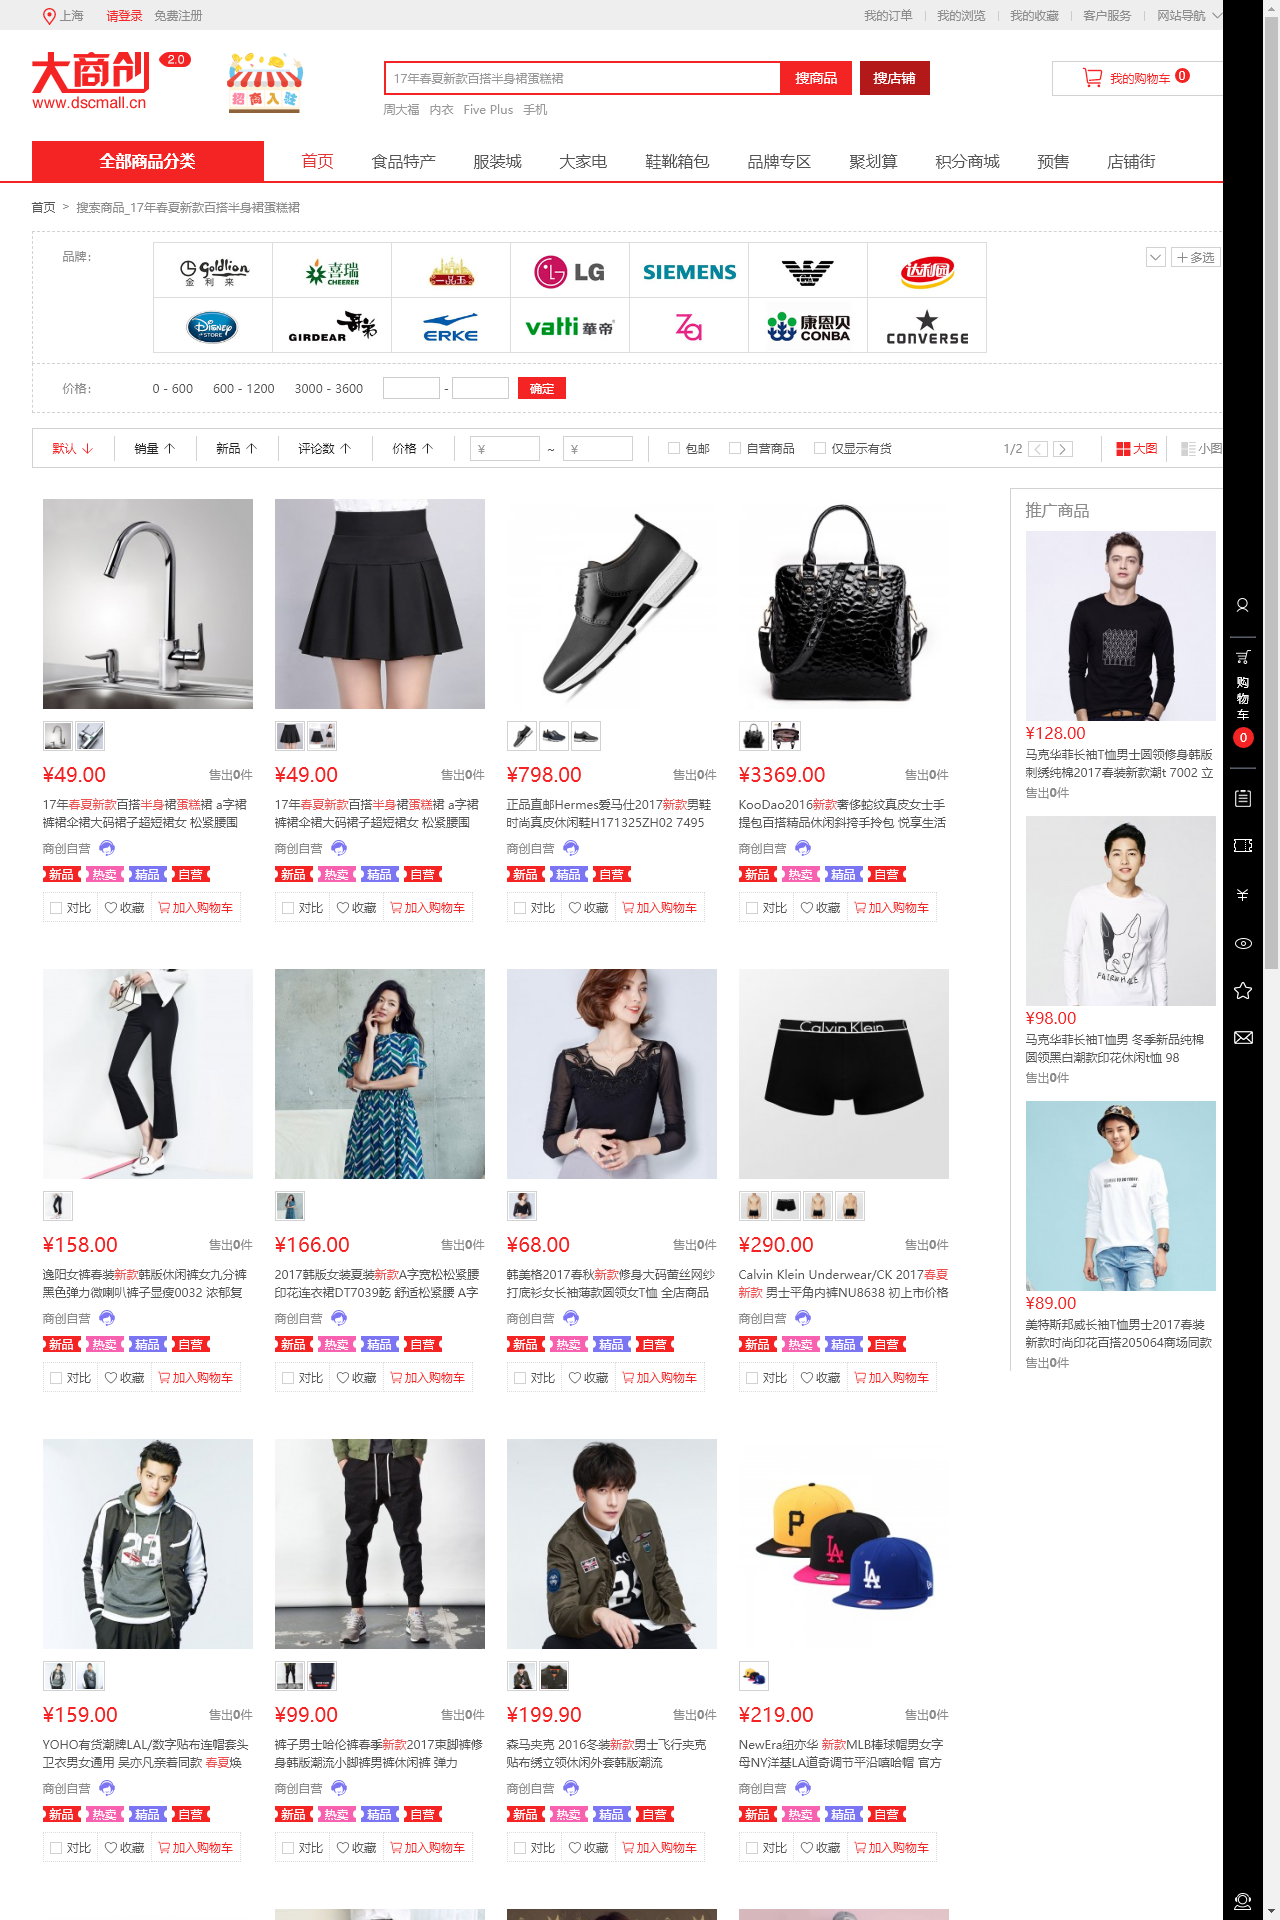 上海 请登录 免费注册 我的订单 我的浏览 我的收藏 客户服务 网站导航
大商创 2.0
www.dscmall.cn
招商入驻
17年春夏新款百搭半身裙蛋糕裙 搜商品 搜店铺
我的购物车 0
周大福 内衣 Five Plus 手机
全部商品分类 首页 食品特产 服装城 大家电 鞋靴箱包 品牌专区 聚划算 积分商城 预售 店铺街
首页 > 搜索商品_17年春夏新款百搭半身裙蛋糕裙
品牌：
Goldlion 金利来 喜瑞 CHEERER 一品玉 LG SIEMENS 达利园
多选
Disney STORE GIRDEAR 哥弟 ERKE vatti 華帝 Za 康恩贝 CONBA CONVERSE
价格： 0 - 600 600 - 1200 3000 - 3600 - 确定
默认 销量 新品 评论数 价格 ¥ ~ ¥ 包邮 自营商品 仅显示有货 1/2 大图 小图
¥49.00 售出0件
17年春夏新款百搭半身裙蛋糕裙 a字裙
裤裙伞裙大码裙子超短裙女 松紧腰围
商创自营
新品 热卖 精品 自营
对比 收藏 加入购物车
¥49.00 售出0件
17年春夏新款百搭半身裙蛋糕裙 a字裙
裤裙伞裙大码裙子超短裙女 松紧腰围
商创自营
新品 热卖 精品 自营
对比 收藏 加入购物车
¥798.00 售出0件
正品直邮Hermes爱马仕2017新款男鞋
时尚真皮休闲鞋H171325ZH02 7495
商创自营
新品 精品 自营
对比 收藏 加入购物车
¥3369.00 售出0件
KooDao2016新款奢侈蛇纹真皮女士手
提包百搭精品休闲斜挎手拎包 悦享生活
商创自营
新品 热卖 精品 自营
对比 收藏 加入购物车
¥158.00 售出0件
逸阳女裤春装新款韩版休闲裤女九分裤
黑色弹力微喇叭裤子显瘦0032 浓郁复
商创自营
新品 热卖 精品 自营
对比 收藏 加入购物车
¥166.00 售出0件
2017韩版女装夏装新款A字宽松松紧腰
印花连衣裙DT7039乾 舒适松紧腰 A字
商创自营
新品 热卖 精品 自营
对比 收藏 加入购物车
¥68.00 售出0件
韩美格2017春秋新款修身大码蕾丝网纱
打底衫女长袖薄款圆领女T恤 全店商品
商创自营
新品 热卖 精品 自营
对比 收藏 加入购物车
Calvin Klein
¥290.00 售出0件
Calvin Klein Underwear/CK 2017春夏
新款 男士平角内裤NU8638 初上市价格
商创自营
新品 热卖 精品 自营
对比 收藏 加入购物车
¥159.00 售出0件
YOHO有货潮牌LAL/数字贴布连帽套头
卫衣男女通用 吴亦凡亲着同款 春夏焕
商创自营
新品 热卖 精品 自营
对比 收藏 加入购物车
¥99.00 售出0件
裤子男士哈伦裤春季新款2017束脚裤修
身韩版潮流小脚裤男裤休闲裤 弹力
商创自营
新品 热卖 精品 自营
对比 收藏 加入购物车
¥199.90 售出0件
森马夹克 2016冬装新款男士飞行夹克
贴布绣立领休闲外套韩版潮流
商创自营
新品 热卖 精品 自营
对比 收藏 加入购物车
P LA LA
¥219.00 售出0件
NewEra纽亦华 新款MLB棒球帽男女字
母NY洋基LA道奇调节平沿嘻哈帽 官方
商创自营
新品 热卖 精品 自营
对比 收藏 加入购物车
推广商品
¥128.00
马克华菲长袖T恤男士圆领修身韩版
刺绣纯棉2017春装新款潮t 7002 立
售出0件
¥98.00
马克华菲长袖T恤男 冬季新品纯棉
圆领黑白潮款印花休闲t恤 98
售出0件
¥89.00
美特斯邦威长袖T恤男士2017春装
新款时尚印花百搭205064商场同款
售出0件
购物车
0